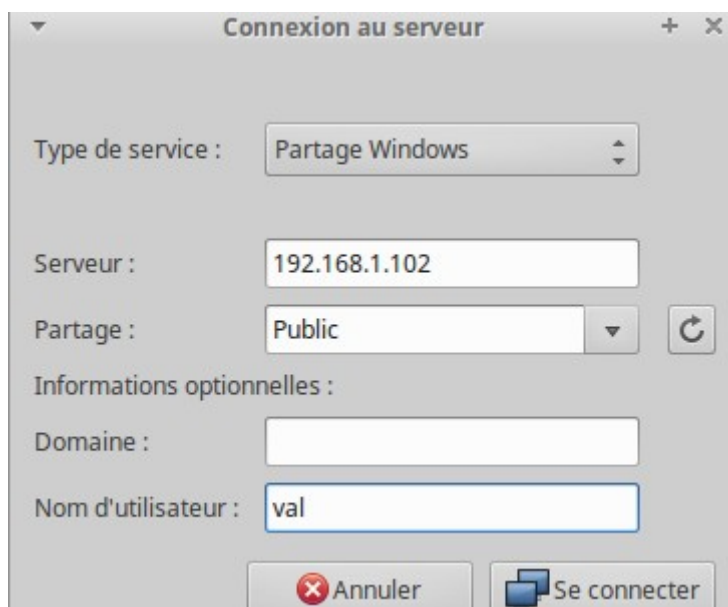 Connexion au serveur
Type de service : Partage Windows
Serveur : 192.168.1.102
Partage : Public
Informations optionnelles :
Domaine :
Nom d'utilisateur : val
Annuler Se connecter